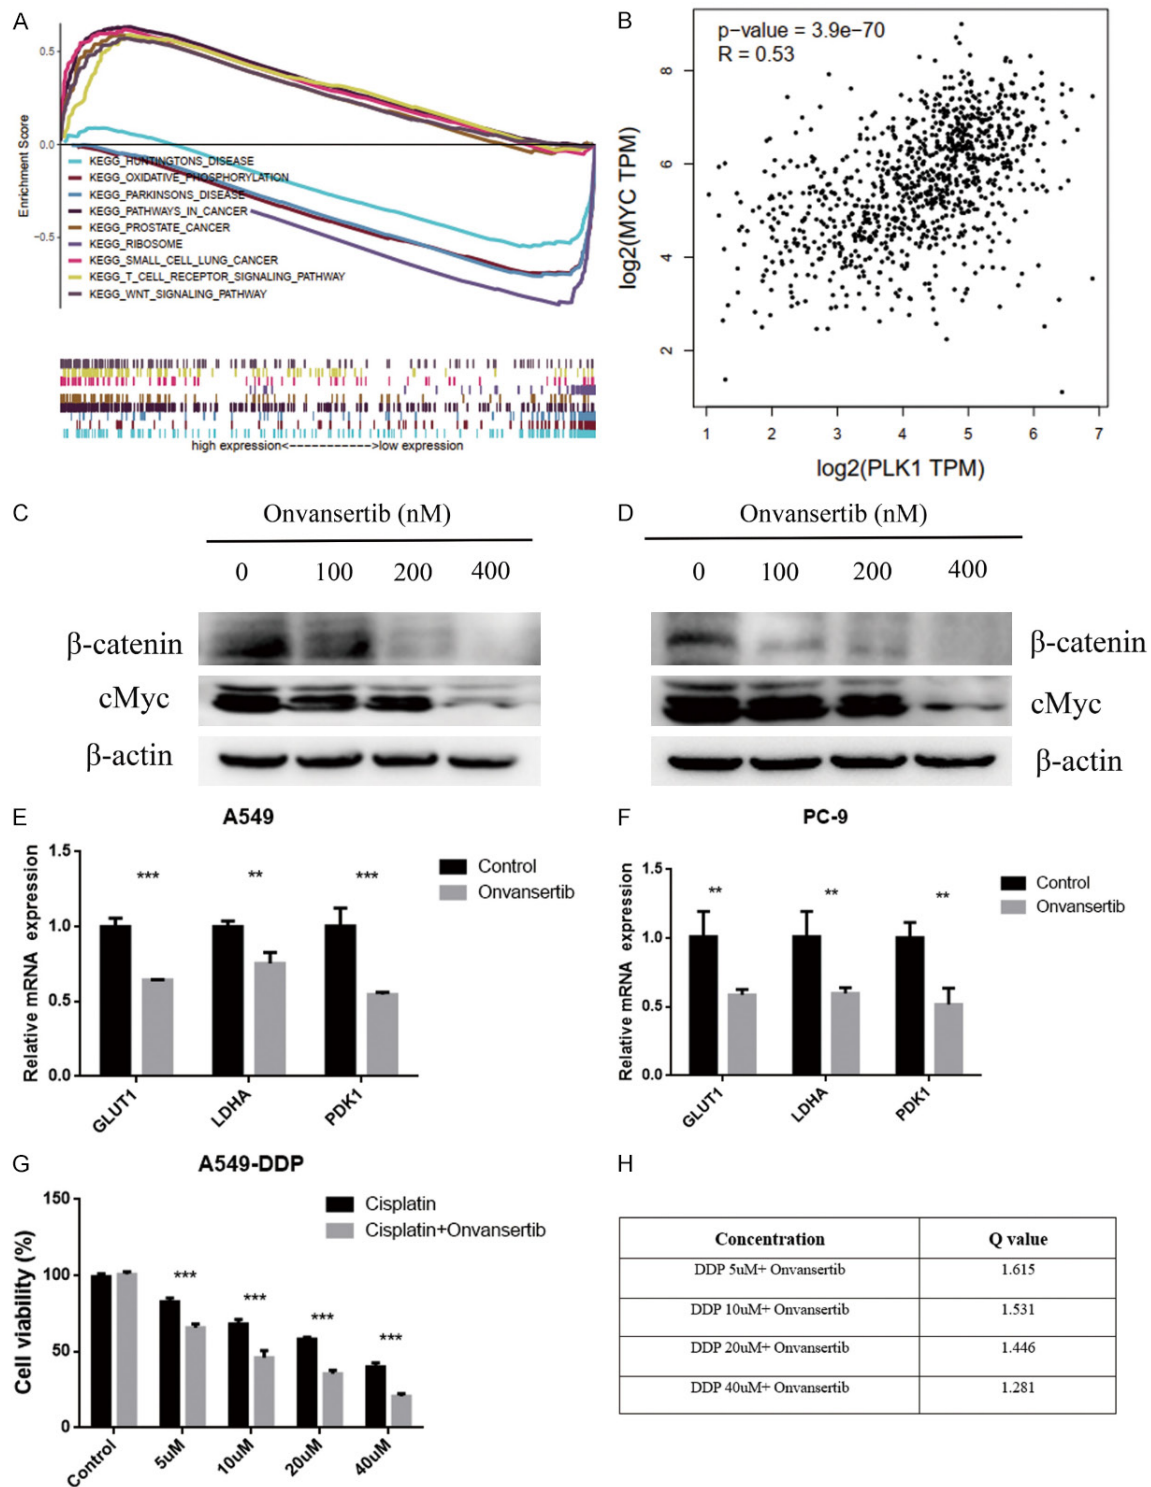 A
0.5
0.0
-0.5
Enrichment Score
KEGG_HUNTINGTONS_DISEASE
KEGG_OXIDATIVE_PHOSPHORYLATION
KEGG_PARKINSONS_DISEASE
KEGG_PATHWAYS_IN_CANCER
KEGG_PROSTATE_CANCER
KEGG_RIBOSOME
KEGG_SMALL_CELL_LUNG_CANCER
KEGG_T_CELL_RECEPTOR_SIGNALING_PATHWAY
KEGG_WNT_SIGNALING_PATHWAY
high expression<-------------->low expression
B
p-value = 3.9e-70
R = 0.53
8
6
4
2
log2(MYC TPM)
1 2 3 4 5 6 7
log2(PLK1 TPM)
C
Onvansertib (nM)
0 100 200 400
β-catenin
cMyc
β-actin
D
Onvansertib (nM)
0 100 200 400
β-catenin
cMyc
β-actin
E
A549
1.5
1.0
0.5
0.0
Relative mRNA expression
*** ** ***
Control
Onvansertib
GLUT1 LDHA PDK1
F
PC-9
1.5
1.0
0.5
0.0
Relative mRNA expression
** ** **
Control
Onvansertib
GLUT1 LDHA PDK1
G
A549-DDP
150
100
50
0
Cell viability (%)
Cisplatin
Cisplatin+Onvansertib
*** *** *** ***
Control 5uM 10uM 20uM 40uM
H
Concentration Q value
DDP 5uM+ Onvansertib 1.615
DDP 10uM+ Onvansertib 1.531
DDP 20uM+ Onvansertib 1.446
DDP 40uM+ Onvansertib 1.281